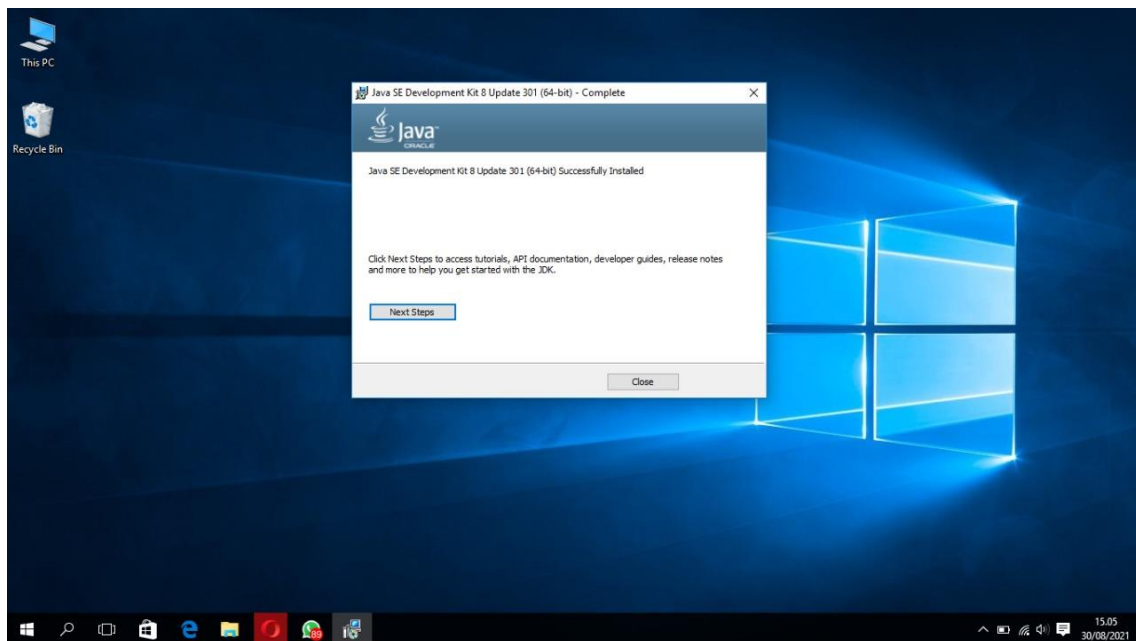 This PC
Recycle Bin
Java SE Development Kit 8 Update 301 (64-bit) - Complete
Java™
ORACLE
Java SE Development Kit 8 Update 301 (64-bit) Successfully Installed
Click Next Steps to access tutorials, API documentation, developer guides, release notes
and more to help you get started with the JDK.
Next Steps
Close
89
15.05
30/08/2021